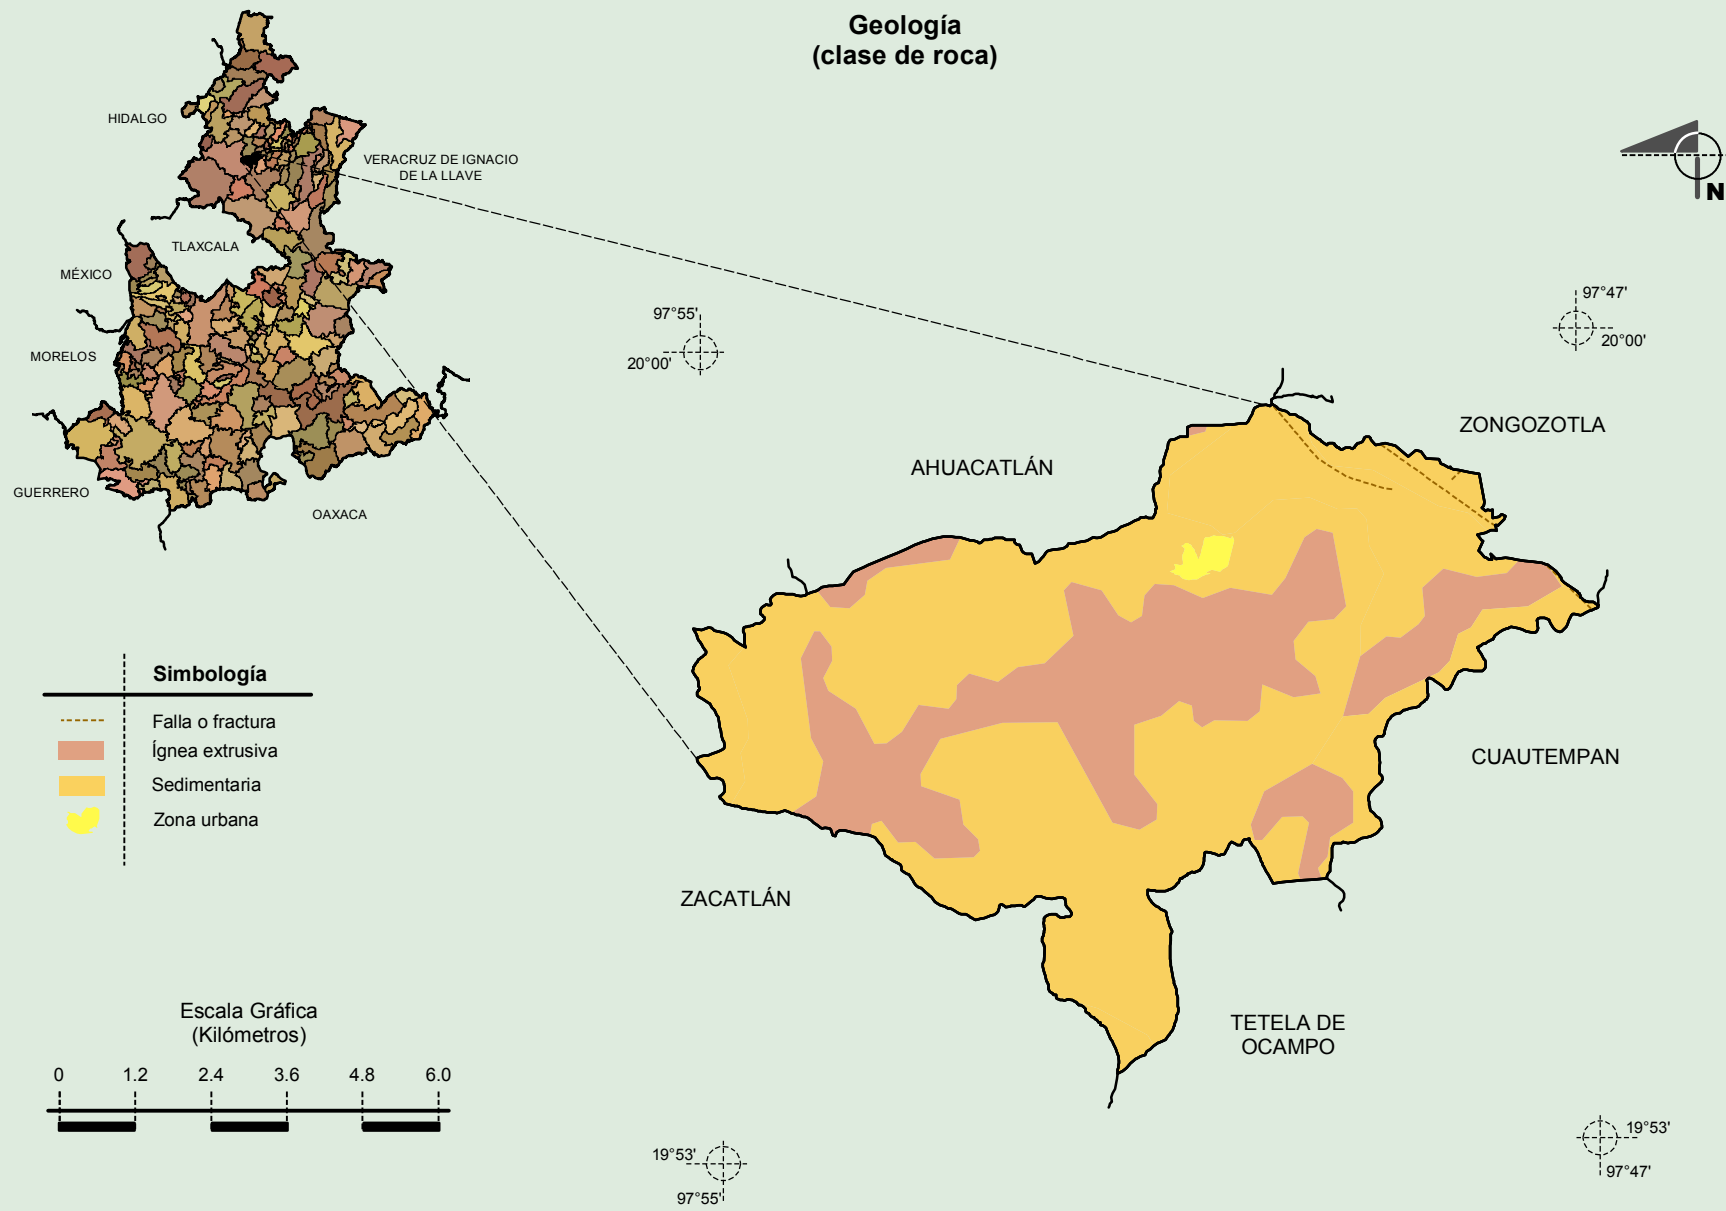 Geología
(clase de roca)
HIDALGO
VERACRUZ DE IGNACIO
DE LA LLAVE
TLAXCALA
MÉXICO
MORELOS
GUERRERO
OAXACA
N
97°55'
20°00'
97°47'
20°00'
ZONGOZOTLA
AHUACATLÁN
CUAUTEMPAN
ZACATLÁN
TETELA DE
OCAMPO
Simbología
Falla o fractura
Ígnea extrusiva
Sedimentaria
Zona urbana
Escala Gráfica
(Kilómetros)
0 1.2 2.4 3.6 4.8 6.0
19°53'
97°55'
19°53'
97°47'